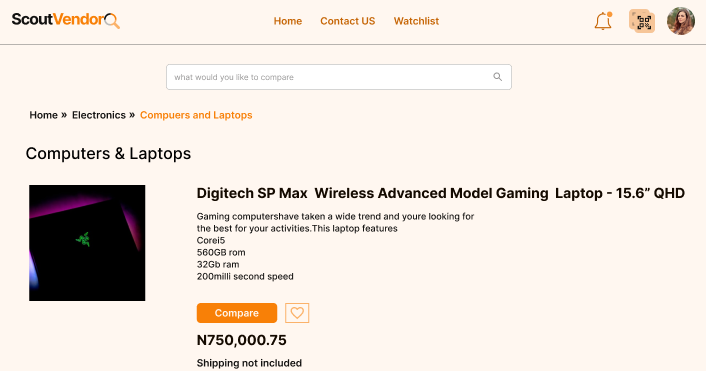 ScoutVendor
Home Contact US Watchlist
what would you like to compare
Home » Electronics » Compuers and Laptops
Computers & Laptops
Digitech SP Max Wireless Advanced Model Gaming Laptop - 15.6” QHD
Gaming computershave taken a wide trend and youre looking for
the best for your activities.This laptop features
Corei5
560GB rom
32Gb ram
200milli second speed
Compare
N750,000.75
Shipping not included